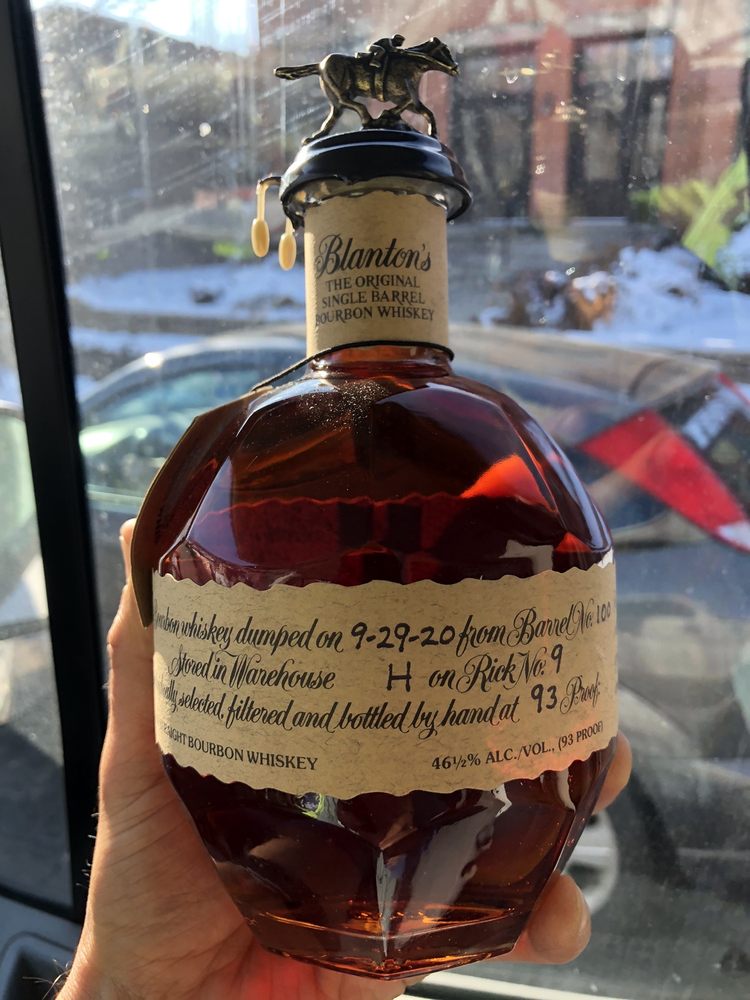 Blanton's
THE ORIGINAL
SINGLE BARREL
BOURBON WHISKEY
Bourbon whiskey dumped on 9-29-20 from Barrel No. 100
Stored in Warehouse H on Rick No. 9
selected, filtered and bottled by hand at 93 Proof
BOURBON WHISKEY 46½% ALC./VOL., (93 PROOF)